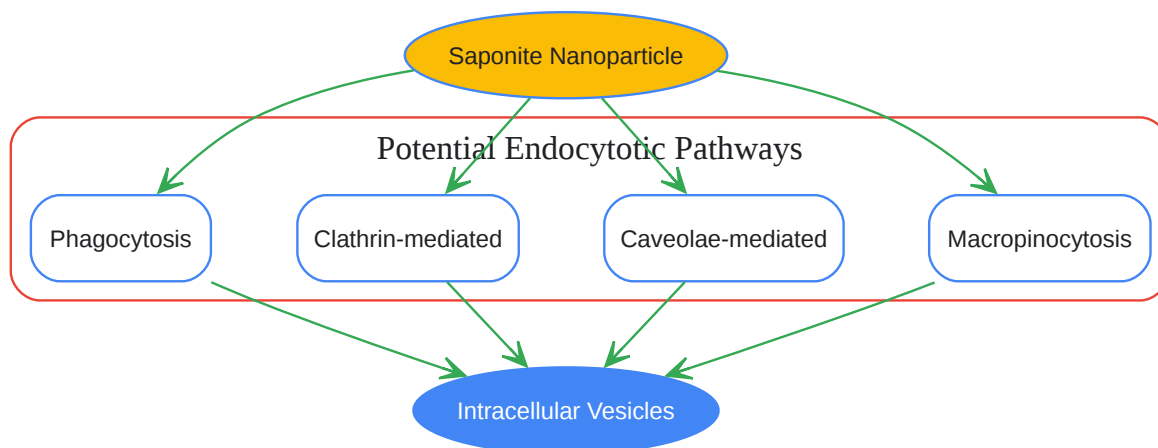 Saponite Nanoparticle
Potential Endocytotic Pathways
Phagocytosis
Clathrin-mediated
Caveolae-mediated
Macropinocytosis
Intracellular Vesicles